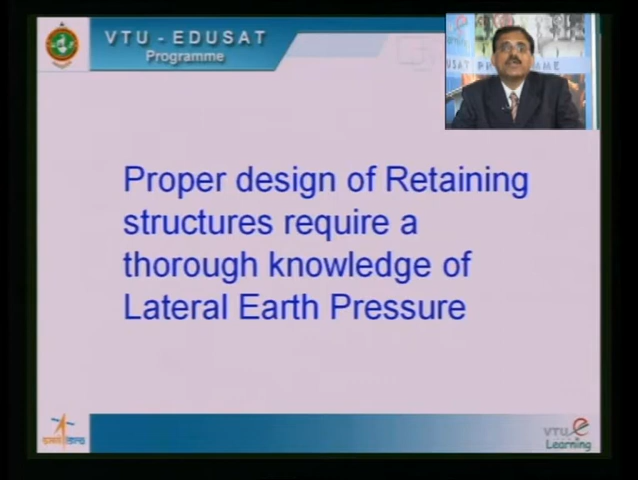 VTU - EDUSAT
Programme
Proper design of Retaining
structures require a
thorough knowledge of
Lateral Earth Pressure
VTU e
Learning